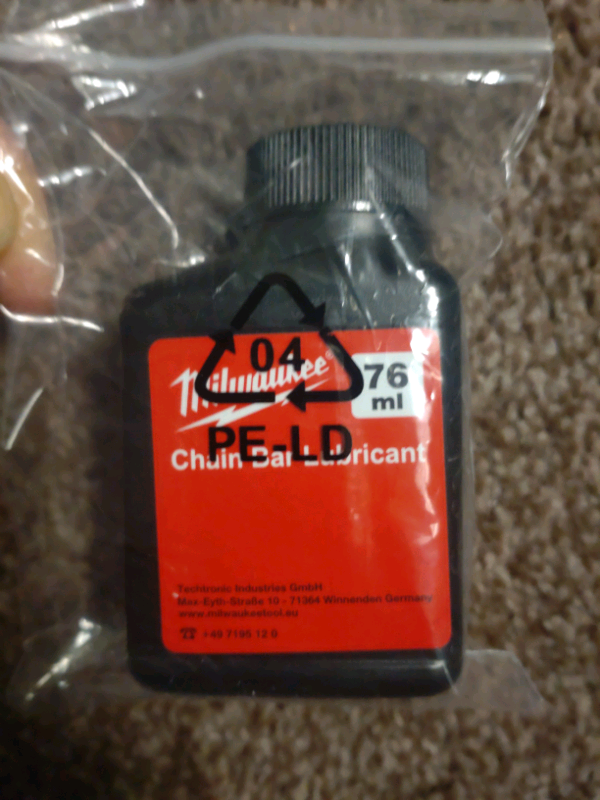 04
Milwaukee
76
ml
PE-LD
Chain Bar Lubricant
Techtronic Industries GmbH
Max-Eyth-Straße 10 - 71364 Winnenden Germany
www.milwaukeetool.eu
☎ +49 7195 12 0